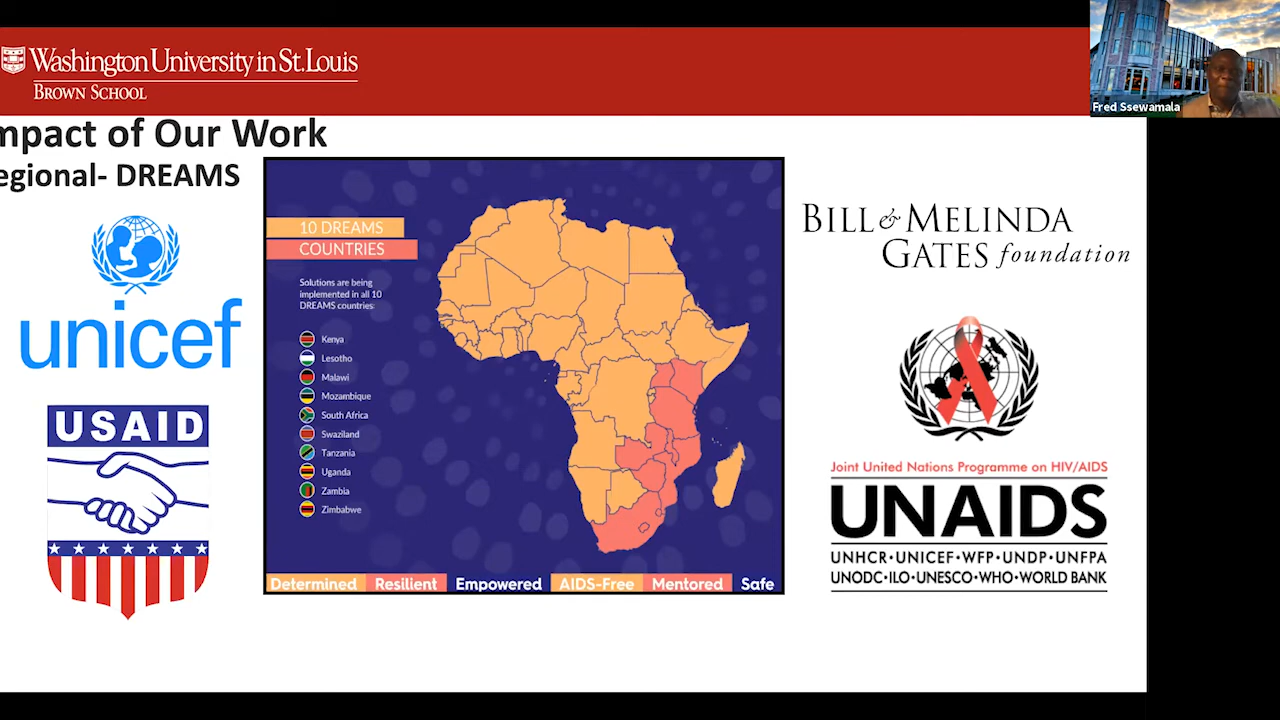 Washington University in St. Louis
BROWN SCHOOL
Fred Ssewamala
mpact of Our Work
egional- DREAMS
unicef
USAID
10 DREAMS
COUNTRIES
Solutions are being
implemented in all 10
DREAMS countries:
Kenya
Lesotho
Malawi
Mozambique
South Africa
Swaziland
Tanzania
Uganda
Zambia
Zimbabwe
Determined Resilient Empowered AIDS-Free Mentored Safe
BILL & MELINDA
GATES foundation
Joint United Nations Programme on HIV/AIDS
UNAIDS
UNHCR•UNICEF•WFP•UNDP•UNFPA
UNODC•ILO•UNESCO•WHO•WORLD BANK